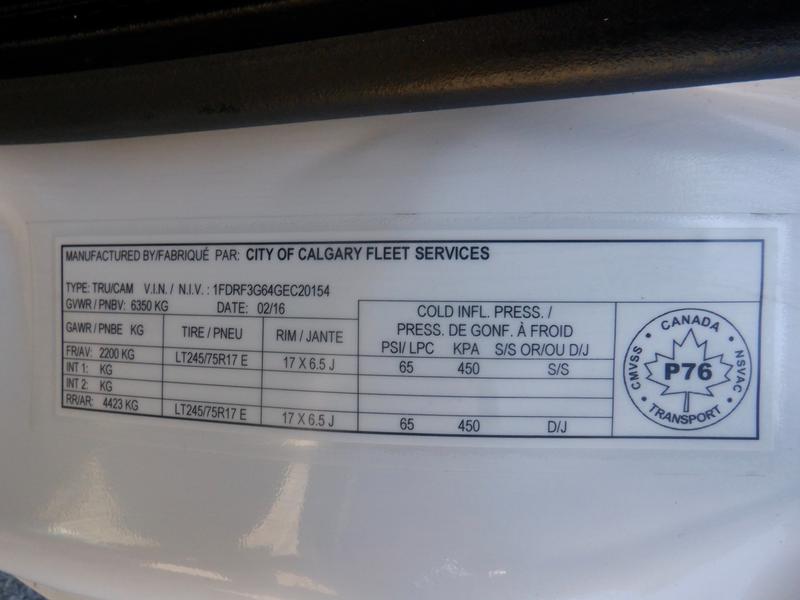 MANUFACTURED BY/FABRIQUÉ PAR: CITY OF CALGARY FLEET SERVICES
TYPE: TRU/CAM V.I.N. / N.I.V. : 1FDRF3G64GEC20154
GVWR / PNBV: 6350 KG DATE: 02/16
GAWR / PNBE KG TIRE / PNEU RIM / JANTE
COLD INFL. PRESS. /
PRESS. DE GONF. À FROID
PSI/ LPC KPA S/S OR/OU D/J
FR/AV: 2200 KG LT245/75R17 E 17 X 6.5 J 65 450 S/S
INT 1: KG
INT 2: KG
RR/AR: 4423 KG LT245/75R17 E 17 X 6.5 J 65 450 D/J
CANADA
CMVSS P76 NSVAC
TRANSPORT